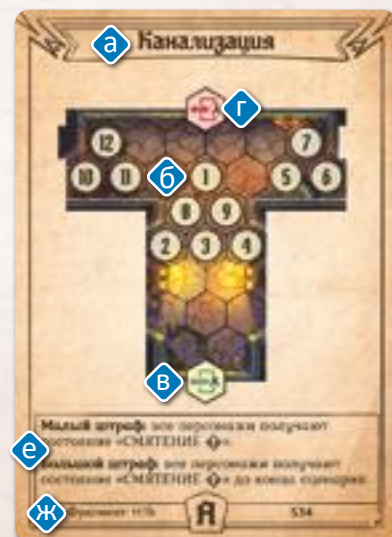 а Канализация
г
12 7
10 11 б 1 5 6
8 9
2 3 4
в
Малый штраф: все персонажи получают
состояние «СМЯТЕНИЕ».
е
Большой штраф: все персонажи получают
состояние «СМЯТЕНИЕ» до конца сценария.
ж Фрагмент: H1b A 534